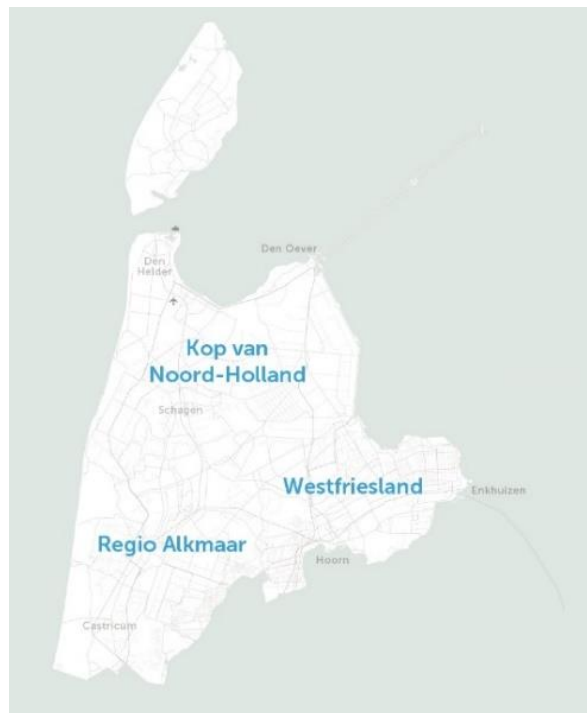 Den Oever
Den
Helder
Kop van
Noord-Holland
Schagen
Westfriesland
Enkhuizen
Regio Alkmaar
Hoorn
Castricum